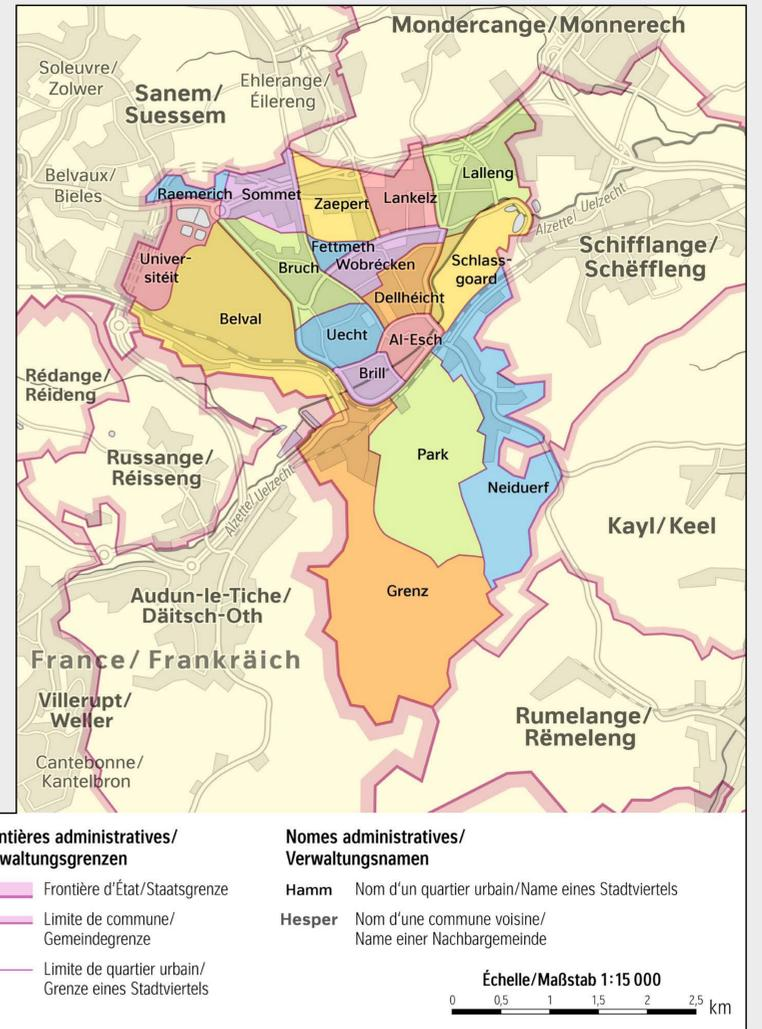 Mondercange/Monnerech
Soleuvre/
Zolwer
Sanem/
Suessem
Ehlerange/
Éilereng
Belvaux/
Bieles
Raemerich
Sommet
Zaepert
Lankelz
Lalleng
Alzette/Uelzecht
Schifflange/
Schëffleng
Univer-
sitéit
Bruch
Fettmeth
Wobrécken
Schlass-
goard
Dellhéicht
Belval
Uecht
Al-Esch
Brill
Rédange/
Réideng
Russange/
Réisseng
Alzette/Uelzecht
Park
Neiduerf
Kayl/Keel
Grenz
Audun-le-Tiche/
Däitsch-Oth
France/Frankräich
Villerupt/
Weller
Rumelange/
Rëmeleng
Cantebonne/
Kantelbron
ntières administratives/
waltungsgrenzen
Frontière d'État/Staatsgrenze
Limite de commune/
Gemeindegrenze
Limite de quartier urbain/
Grenze eines Stadtviertels
Nomes administratives/
Verwaltungsnamen
Hamm Nom d'un quartier urbain/Name eines Stadtviertels
Hesper Nom d'une commune voisine/
Name einer Nachbargemeinde
Échelle/Maßstab 1:15 000
0 0,5 1 1,5 2 2,5 km